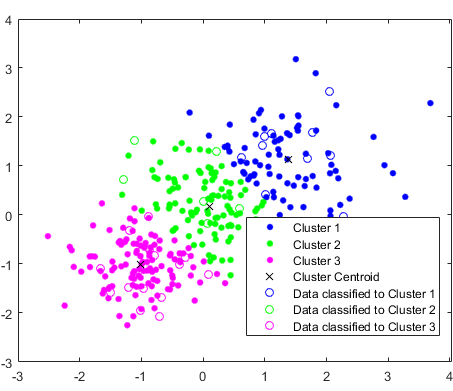 4
3
2
1
0
-1
-2
-3
-3 -2 -1 0 1 2 3 4
Cluster 1
Cluster 2
Cluster 3
Cluster Centroid
Data classified to Cluster 1
Data classified to Cluster 2
Data classified to Cluster 3